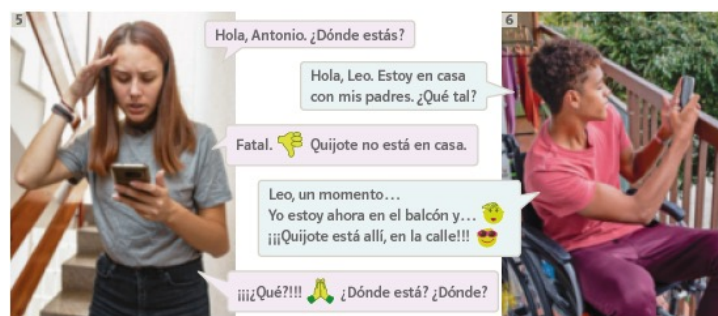 5
Hola, Antonio. ¿Dónde estás?
6
Hola, Leo. Estoy en casa
con mis padres. ¿Qué tal?
Fatal. Quijote no está en casa.
Leo, un momento…
Yo estoy ahora en el balcón y…
¡¡¡Quijote está allí, en la calle!!!
¡¡¡¿Qué?!!! ¿Dónde está? ¿Dónde?